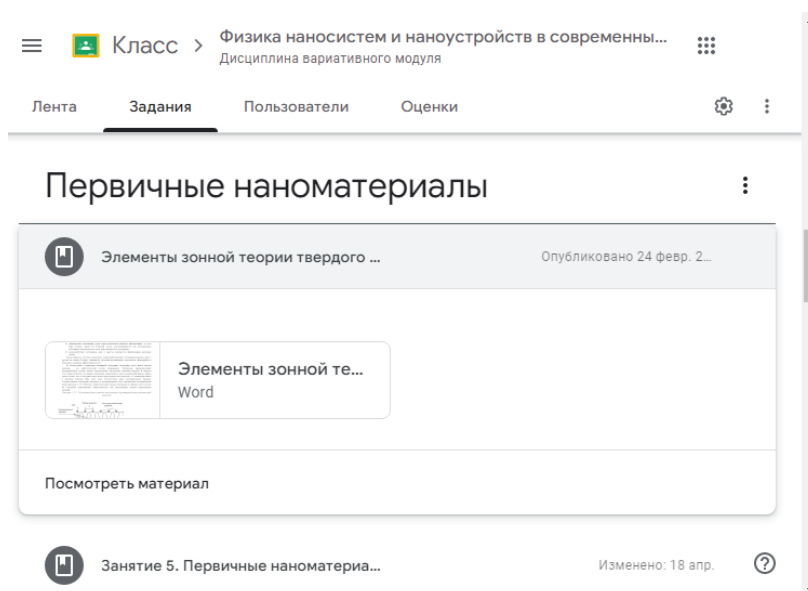 Класс > Физика наносистем и наноустройств в современны...
Дисциплина вариативного модуля
Лента Задания Пользователи Оценки
Первичные наноматериалы
Элементы зонной теории твердого ... Опубликовано 24 февр. 2...
Элементы зонной те...
Word
Посмотреть материал
Занятие 5. Первичные наноматериа... Изменено: 18 апр.